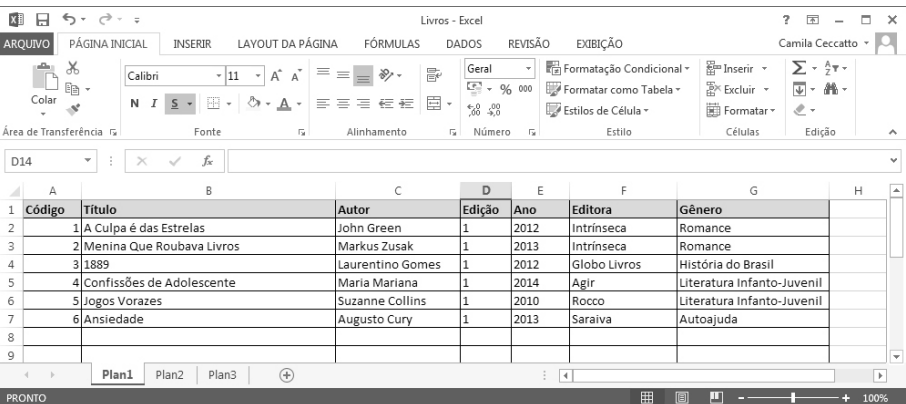 Livros - Excel
ARQUIVO PÁGINA INICIAL INSERIR LAYOUT DA PÁGINA FÓRMULAS DADOS REVISÃO EXIBIÇÃO Camila Ceccatto
Colar
Calibri 11
N I S
A A
Geral
% 000
Formatação Condicional
Formatar como Tabela
Estilos de Célula
Inserir
Excluir
Formatar
Área de Transferência Fonte Alinhamento Número Estilo Células Edição
D14 fx
A B C D E F G H
1 Código Título Autor Edição Ano Editora Gênero
2 1 A Culpa é das Estrelas John Green 1 2012 Intrínseca Romance
3 2 Menina Que Roubava Livros Markus Zusak 1 2013 Intrínseca Romance
4 3 1889 Laurentino Gomes 1 2012 Globo Livros História do Brasil
5 4 Confissões de Adolescente Maria Mariana 1 2014 Agir Literatura Infanto-Juvenil
6 5 Jogos Vorazes Suzanne Collins 1 2010 Rocco Literatura Infanto-Juvenil
7 6 Ansiedade Augusto Cury 1 2013 Saraiva Autoajuda
8
9
Plan1 Plan2 Plan3
PRONTO 100%